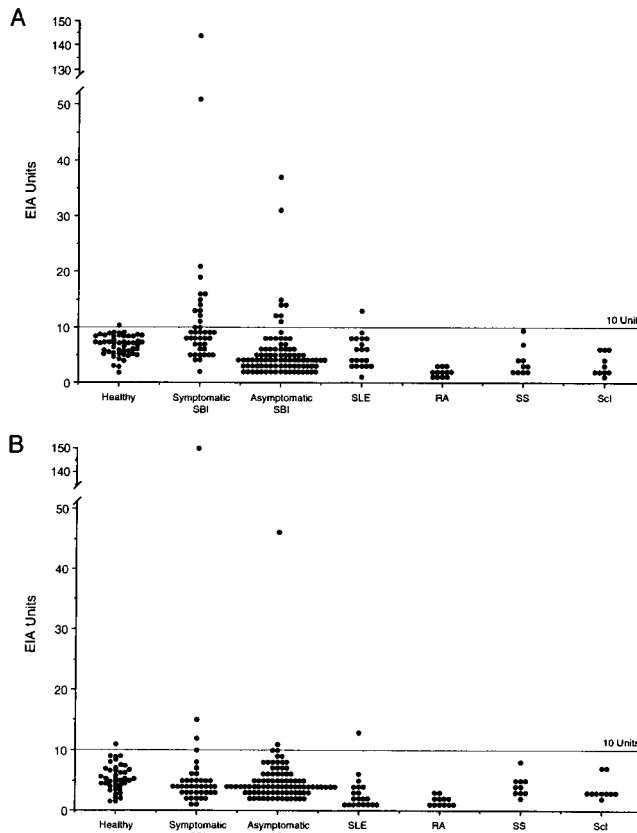 A
150
140
130
50
40
30
20
10
0
EIA Units
10 Unit
Healthy
Symptomatic
SBI
Asymptomatic
SBI
SLE
RA
SS
Scl
B
150
140
50
40
30
20
10
0
EIA Units
10 Units
Healthy
Symptomatic
Asymptomatic
SLE
RA
SS
Scl